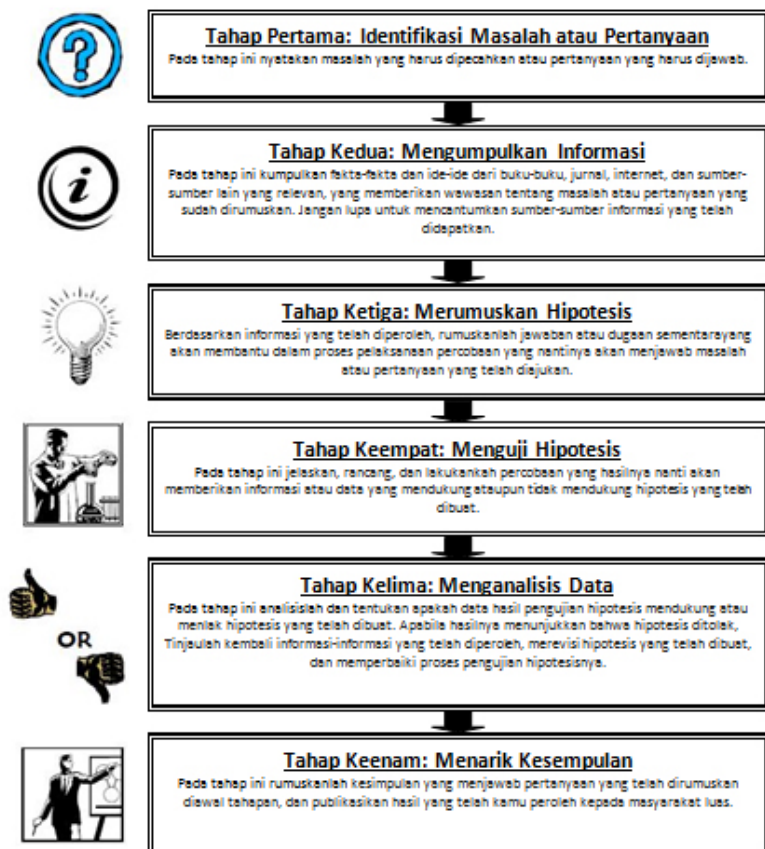 Tahap Pertama: Identifikasi Masalah atau Pertanyaan
Pada tahap ini nyatakan masalah yang harus dipecahkan atau pertanyaan yang harus dijawab.
Tahap Kedua: Mengumpulkan Informasi
Pada tahap ini kumpulkan fakta-fakta dan ide-ide dari buku-buku, jurnal, internet, dan sumber-
sumber lain yang relevan, yang memberikan wawasan tentang masalah atau pertanyaan yang
sudah dirumuskan. Jangan lupa untuk mencantumkan sumber-sumber informasi yang telah
didapatkan.
Tahap Ketiga: Merumuskan Hipotesis
Berdasarkan informasi yang telah diperoleh, rumuskanlah jawaban atau dugaan sementarayang
akan membantu dalam proses pelaksanaan percobaan yang nantinya akan menjawab masalah
atau pertanyaan yang telah diajukan.
Tahap Keempat: Menguji Hipotesis
Pada tahap ini jelaskan, rancang, dan lakukankah percobaan yang hasilnya nanti akan
memberikan informasi atau data yang mendukung ataupun tidak mendukung hipotesis yang telah
dibuat.
Tahap Kelima: Menganalisis Data
Pada tahap ini analisislah dan tentukan apakah data hasil pengujian hipotesis mendukung atau
menlak hipotesis yang telah dibuat. Apabila hasilnya menunjukkan bahwa hipotesis ditolak,
Tinjaulah kembali informasi-informasi yang telah diperoleh, merevisi hipotesis yang telah dibuat,
dan memperbaiki proses pengujian hipotesisnya.
OR
Tahap Keenam: Menarik Kesempulan
Pada tahap ini rumuskanlah kesimpulan yang menjawab pertanyaan yang telah dirumuskan
diawal tahapan, dan publikasikan hasil yang telah kamu peroleh kepada masyarakat luas.